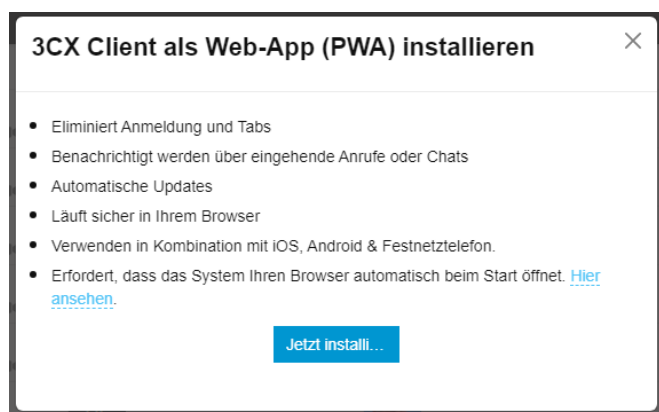 3CX Client als Web-App (PWA) installieren
Eliminiert Anmeldung und Tabs
Benachrichtigt werden über eingehende Anrufe oder Chats
Automatische Updates
Läuft sicher in Ihrem Browser
Verwenden in Kombination mit iOS, Android & Festnetztelefon.
Erfordert, dass das System Ihren Browser automatisch beim Start öffnet. Hier
ansehen.
Jetzt installi...